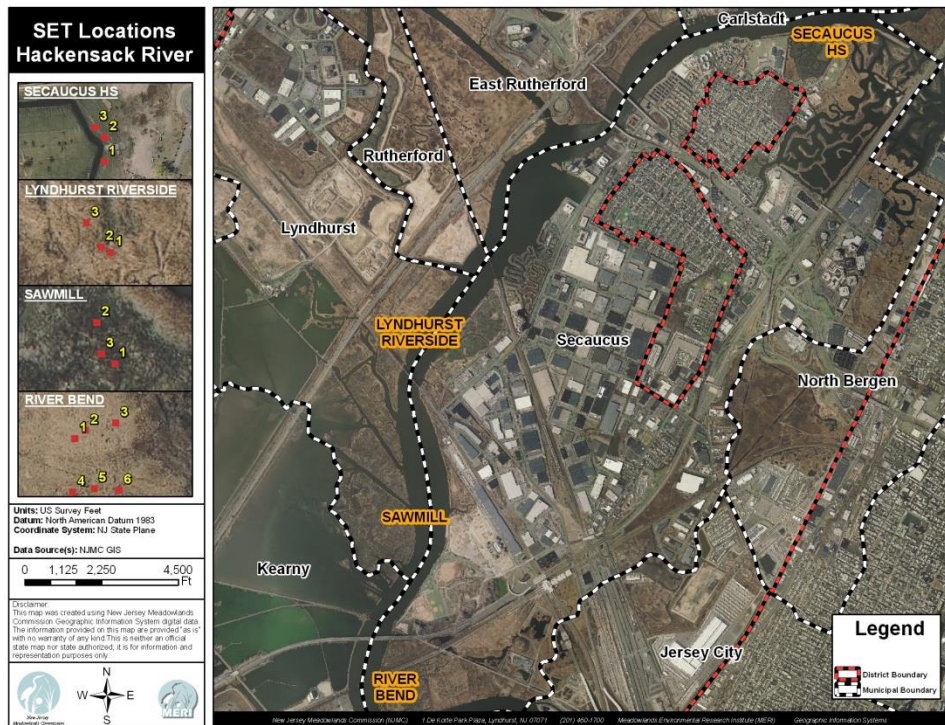 SET Locations
Hackensack River
SECAUCUS HS
3
2
1
LYNDHURST RIVERSIDE
3
2
1
SAWMILL
2
3
1
RIVER BEND
3
2
1
4
5
6
Units: US Survey Feet
Datum: North American Datum 1983
Coordinate System: NJ State Plane
Data Source(s): NJMC GIS
0 1,125 2,250 4,500
Ft
Disclaimer:
This map was created using New Jersey Meadowlands
Commission Geographic Information System digital data.
The information provided on this map are provided "as is"
with no warranty of any kind.This is neither an official
state map nor state authorized; it is for information and
representation purposes only.
New Jersey
Meadowlands Commission
N
W E
S
MERI
Carlstadt
SECAUCUS
HS
East Rutherford
Rutherford
Lyndhurst
LYNDHURST
RIVERSIDE
Secaucus
North Bergen
SAWMILL
Kearny
Jersey City
RIVER
BEND
Legend
District Boundary
Municipal Boundary
New Jersey Meadowlands Commission (NJMC) 1 De Korte Park Plaza, Lyndhurst, NJ 07071 (201) 460-1700 Meadowlands Environmental Research Institute (MERI) Geographic Information Systems